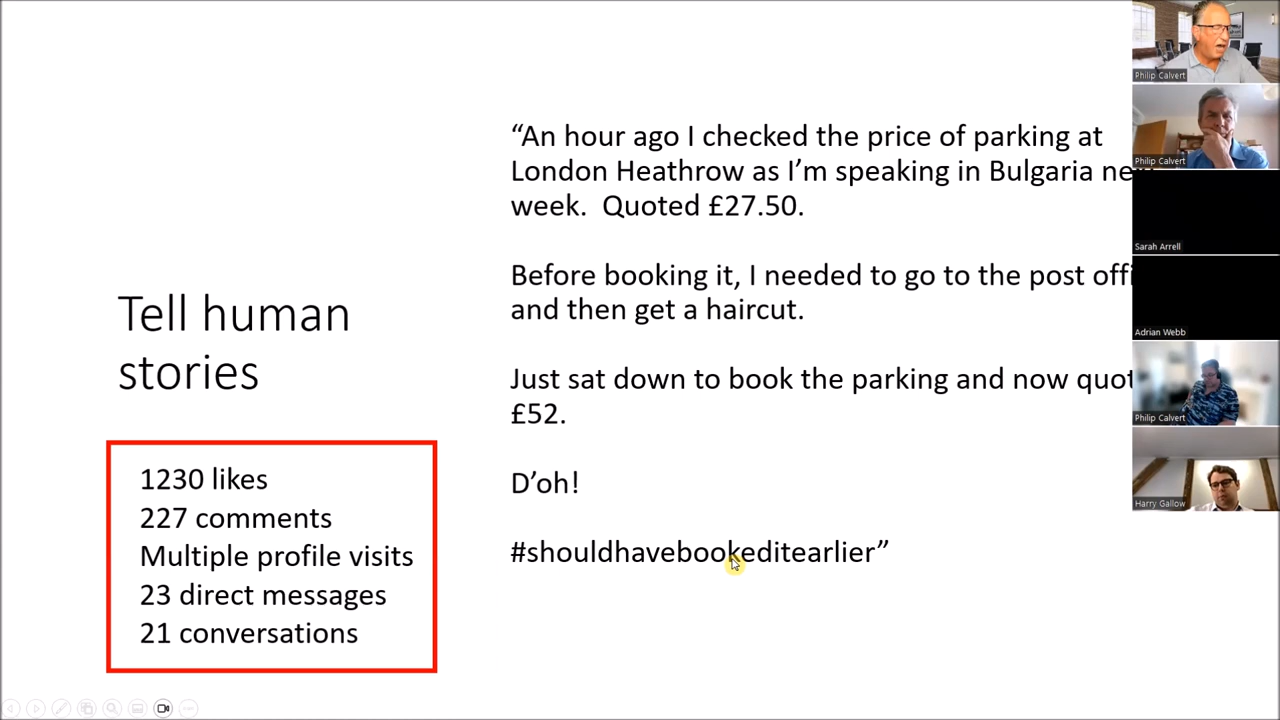 Tell human
stories
1230 likes
227 comments
Multiple profile visits
23 direct messages
21 conversations
“An hour ago I checked the price of parking at
London Heathrow as I’m speaking in Bulgaria
week.  Quoted £27.50.
Before booking it, I needed to go to the post
and then get a haircut.
Just sat down to book the parking and now
£52.
D’oh!
#shouldhavebookeditearlier”
Philip Calvert
Philip Calvert
Sarah Arrell
Adrian Webb
Philip Calvert
Harry Gallow